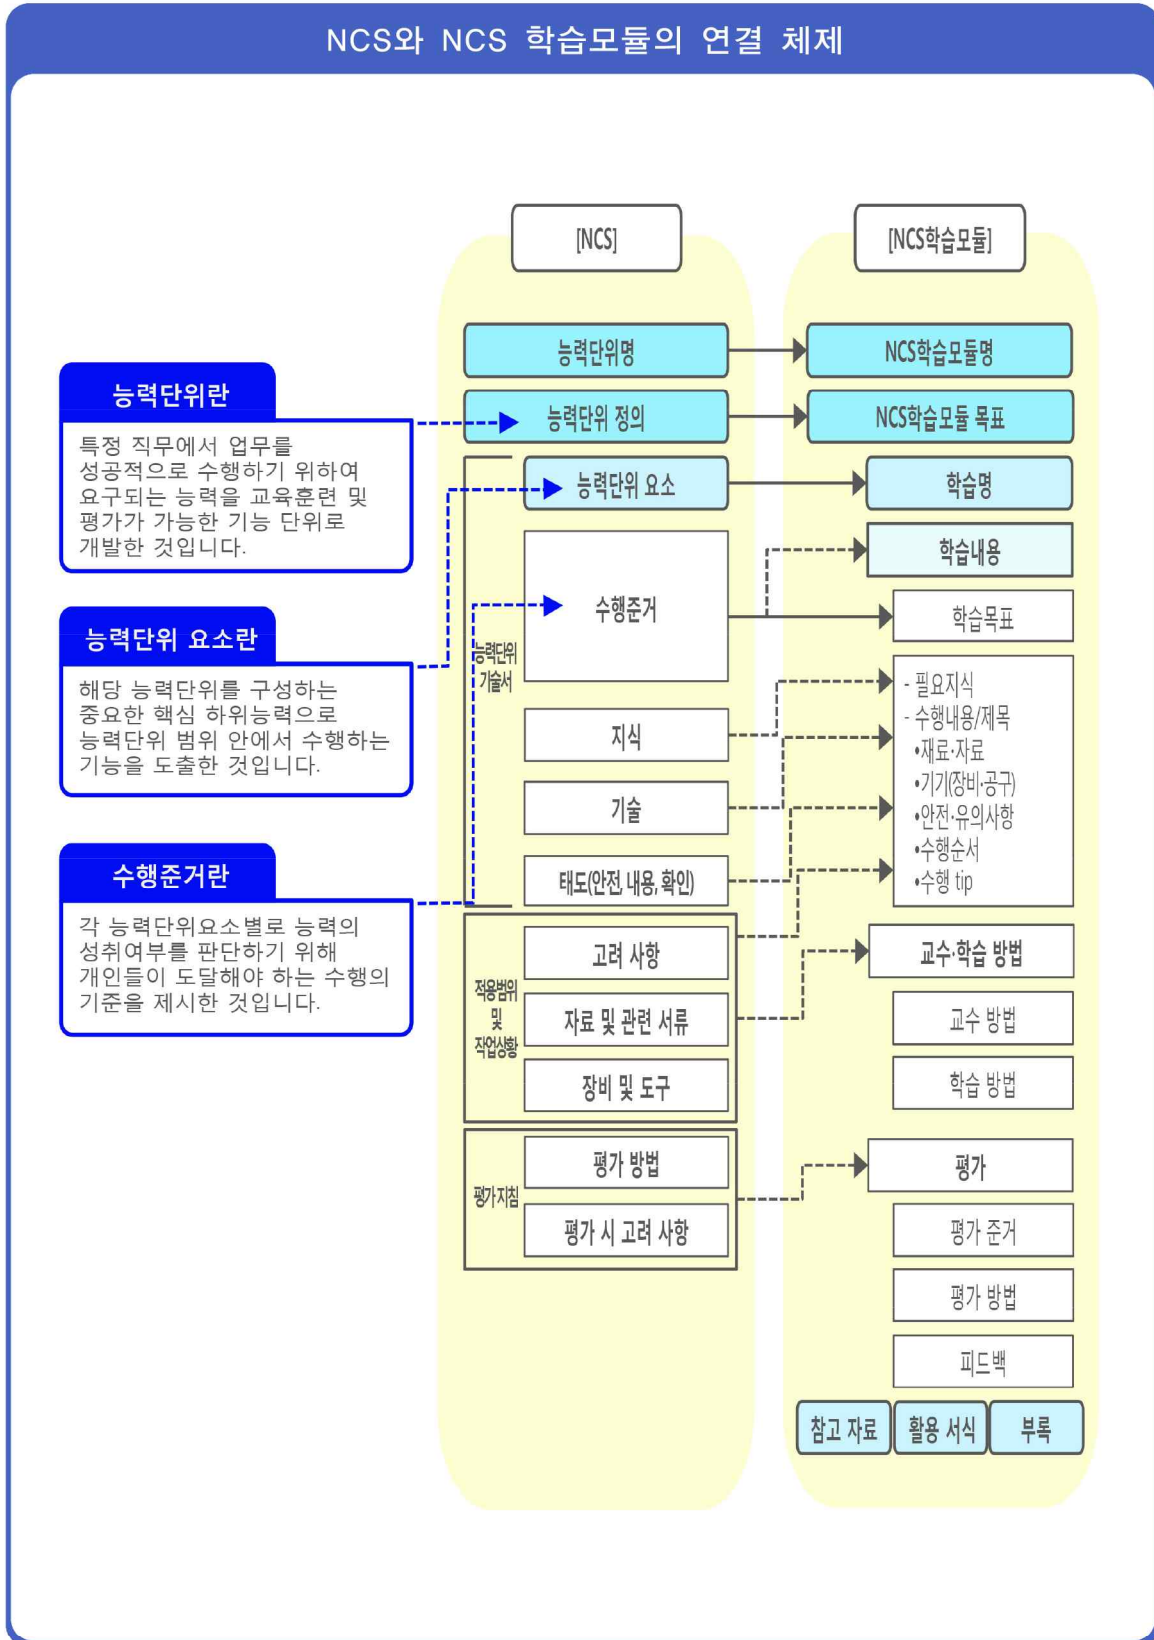 NCS와 NCS 학습모듈의 연결 체제
[NCS]
[NCS학습모듈]
능력단위명
NCS학습모듈명
능력단위란
특정 직무에서 업무를
성공적으로 수행하기 위하여
요구되는 능력을 교육훈련 및
평가가 가능한 기능 단위로
개발한 것입니다.
능력단위 정의
NCS학습모듈 목표
능력단위 요소
학습명
능력단위 요소란
해당 능력단위를 구성하는
중요한 핵심 하위능력으로
능력단위 범위 안에서 수행하는
기능을 도출한 것입니다.
수행준거란
각 능력단위요소별로 능력의
성취여부를 판단하기 위해
개인들이 도달해야 하는 수행의
기준을 제시한 것입니다.
능력단위
기술서
수행준거
지식
기술
태도(안전, 내용, 확인)
학습내용
학습목표
- 필요지식
- 수행내용/제목
•재료·자료
•기기(장비·공구)
•안전·유의사항
•수행순서
•수행 tip
적용범위
및
작업상황
고려 사항
자료 및 관련 서류
장비 및 도구
교수·학습 방법
교수 방법
학습 방법
평가지침
평가 방법
평가 시 고려 사항
평가
평가 준거
평가 방법
피드백
참고 자료
활용 서식
부록